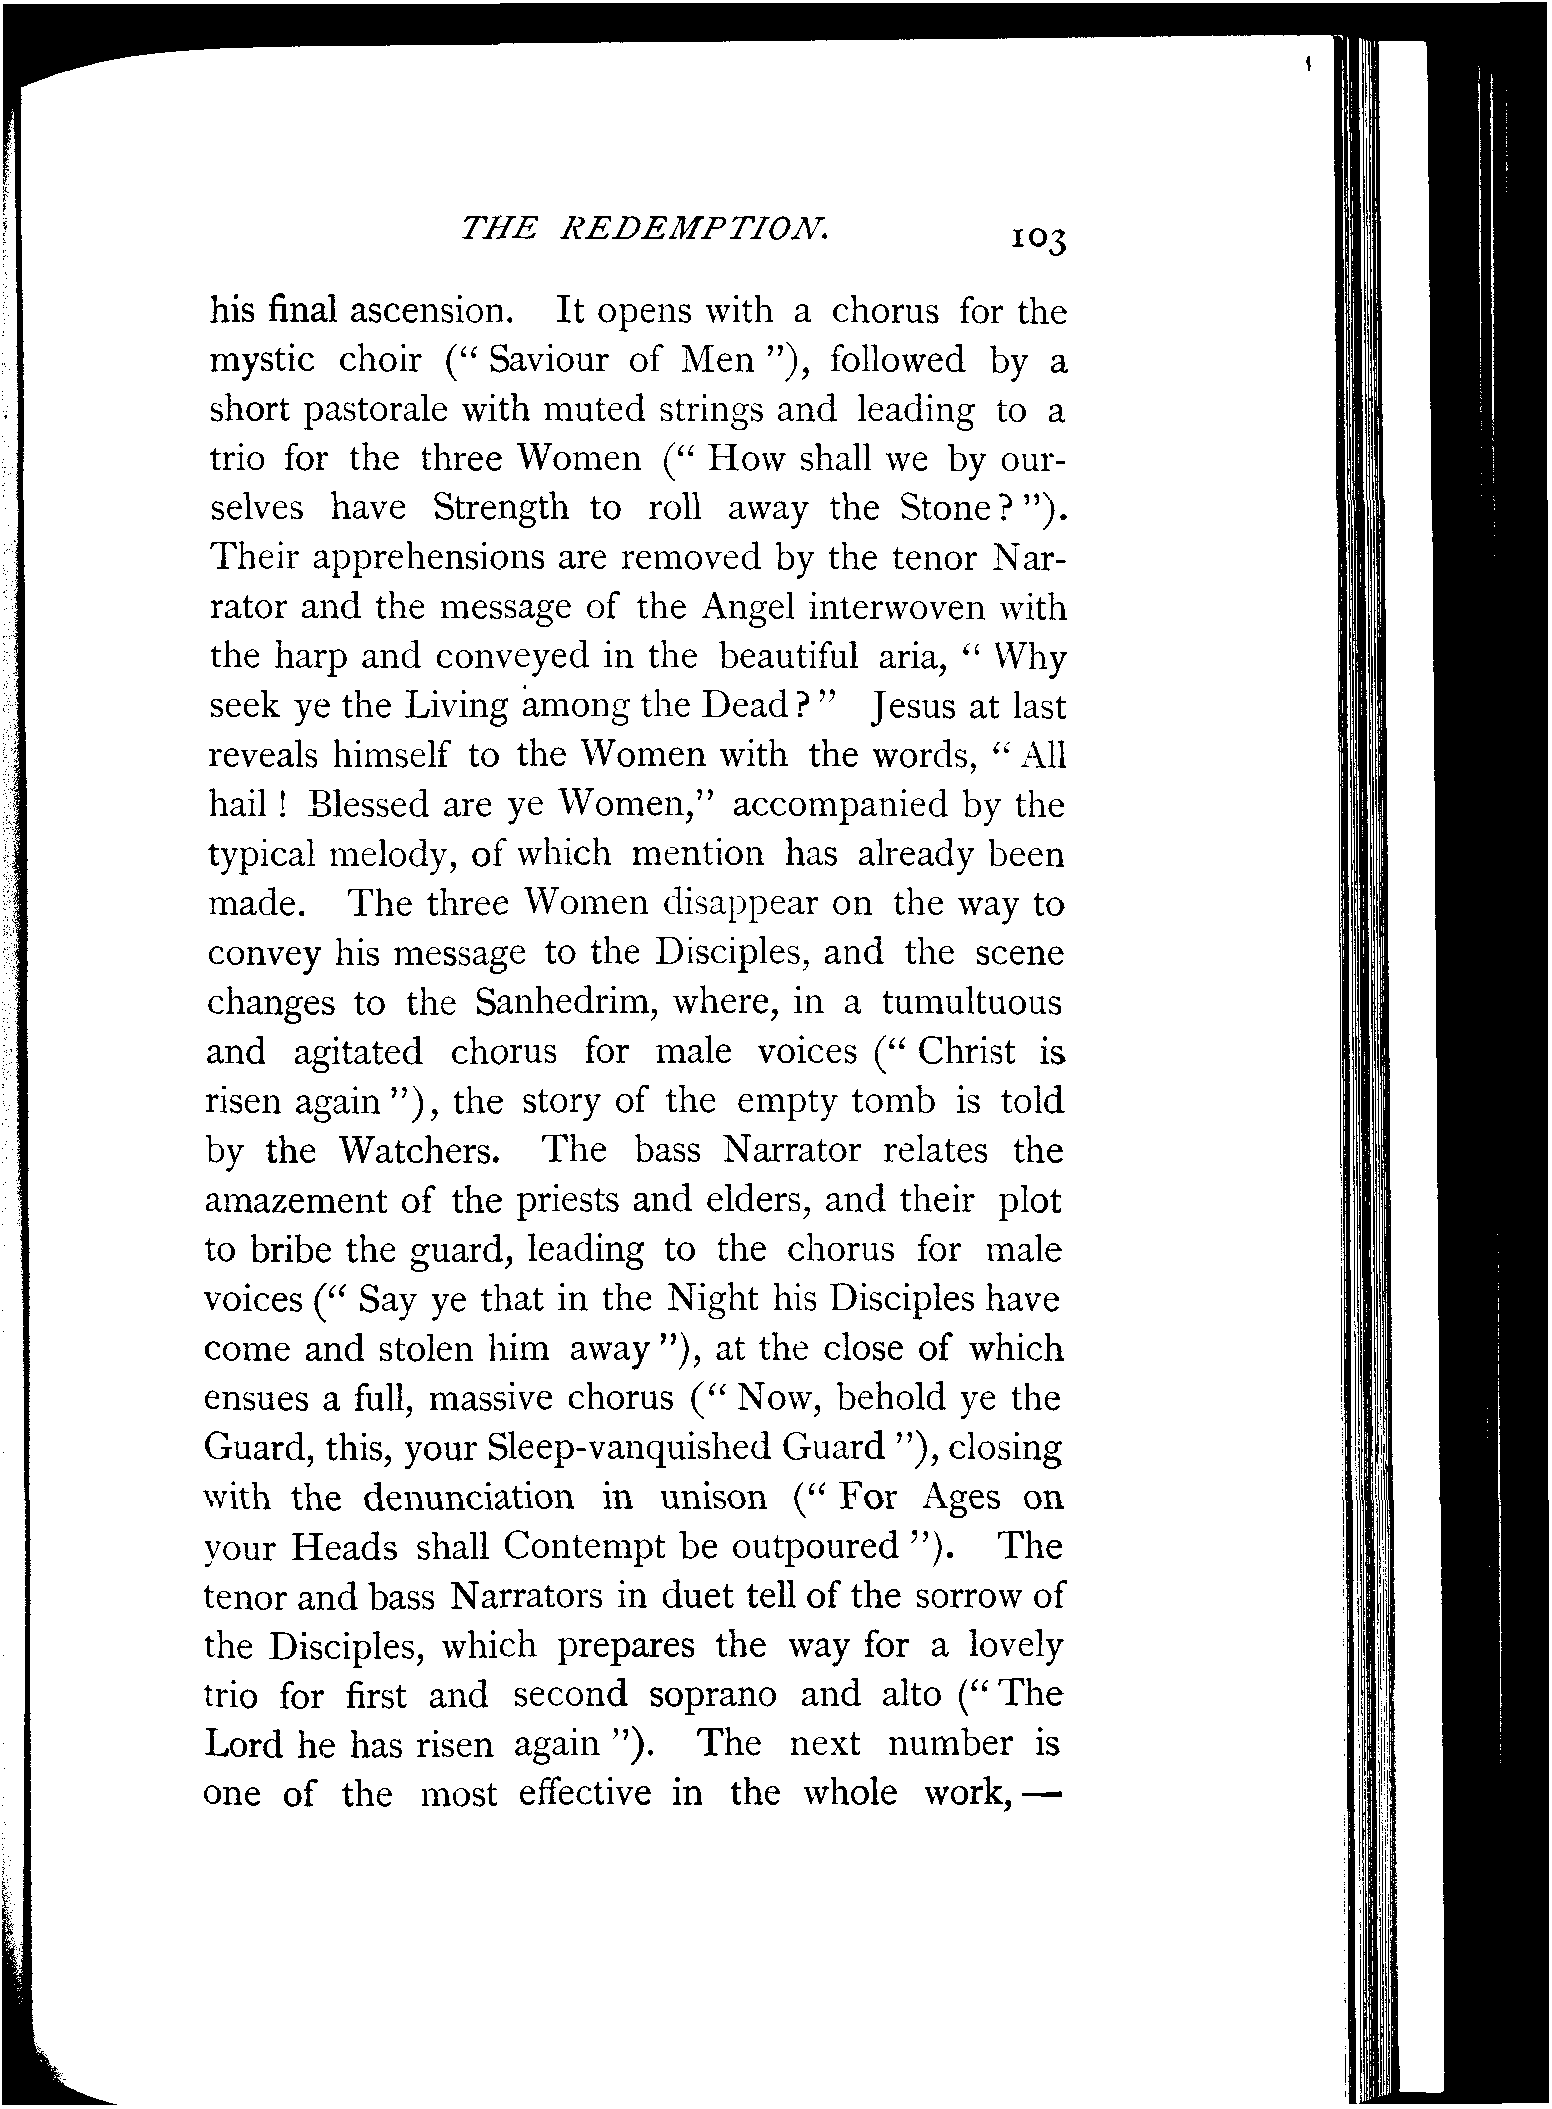 THE REDEMPTION. 103
his final ascension. It opens with a chorus for the
mystic choir (“ Saviour of Men ”), followed by a
short pastorale with muted strings and leading to a
trio for the three Women (“ How shall we by our-
selves have Strength to roll away the Stone? ”).
Their apprehensions are removed by the tenor Nar-
rator and the message of the Angel interwoven with
the harp and conveyed in the beautiful aria, “ Why
seek ye the Living among the Dead? ” Jesus at last
reveals himself to the Women with the words, “ All
hail ! Blessed are ye Women,” accompanied by the
typical melody, of which mention has already been
made. The three Women disappear on the way to
convey his message to the Disciples, and the scene
changes to the Sanhedrim, where, in a tumultuous
and agitated chorus for male voices (“ Christ is
risen again ”), the story of the empty tomb is told
by the Watchers. The bass Narrator relates the
amazement of the priests and elders, and their plot
to bribe the guard, leading to the chorus for male
voices (“ Say ye that in the Night his Disciples have
come and stolen him away ”), at the close of which
ensues a full, massive chorus (“ Now, behold ye the
Guard, this, your Sleep-vanquished Guard ”), closing
with the denunciation in unison (“ For Ages on
your Heads shall Contempt be outpoured ”). The
tenor and bass Narrators in duet tell of the sorrow of
the Disciples, which prepares the way for a lovely
trio for first and second soprano and alto (“ The
Lord he has risen again ”). The next number is
one of the most effective in the whole work, —